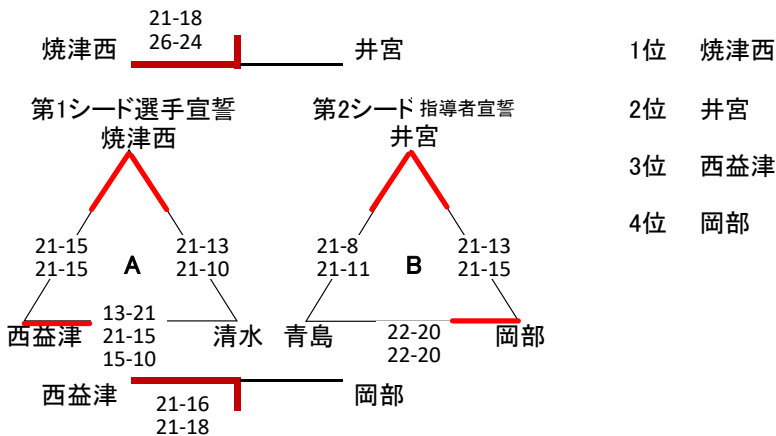 21-18
26-24
焼津西
井宮
第1シード選手宣誓
焼津西
第2シード 指導者宣誓
井宮
21-15
21-15
A
21-13
21-10
21-8
21-11
B
21-13
21-15
西益津
13-21
21-15
15-10
清水
青島
22-20
22-20
岡部
西益津
21-16
21-18
岡部
1位 焼津西
2位 井宮
3位 西益津
4位 岡部